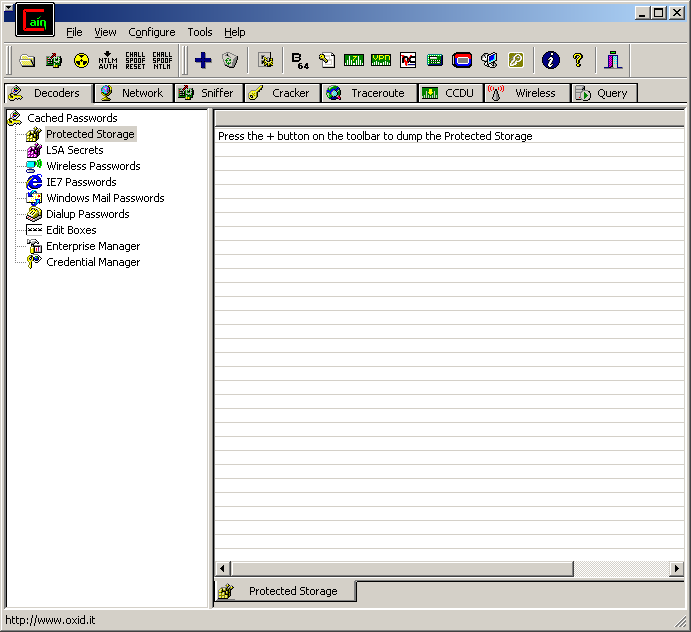 Cain
File View Configure Tools Help
NTLM AUTH CHALL SPOOF RESET CHALL SPOOF NTLM B64 VPN
Decoders Network Sniffer Cracker Traceroute CCDU Wireless Query
Cached Passwords
Protected Storage
LSA Secrets
Wireless Passwords
IE7 Passwords
Windows Mail Passwords
Dialup Passwords
Edit Boxes
Enterprise Manager
Credential Manager
Press the + button on the toolbar to dump the Protected Storage
Protected Storage
http://www.oxid.it